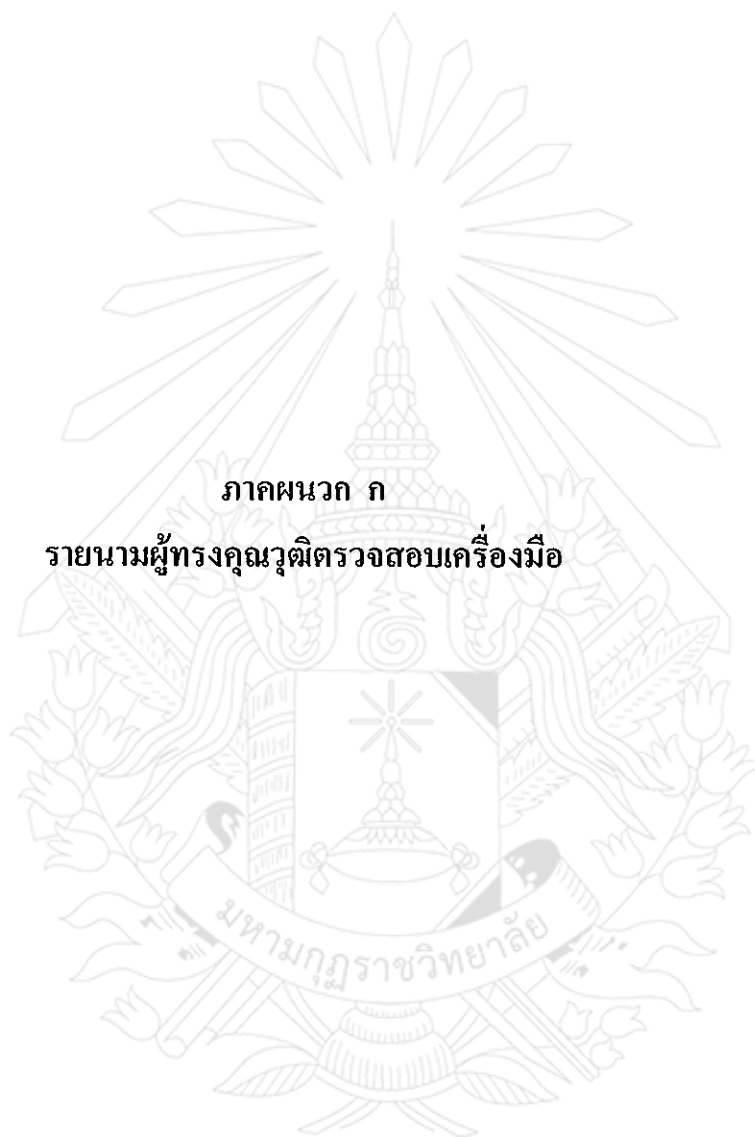 ภาคผนวก ก
รายนามผู้ทรงคุณวุฒิตรวจสอบเครื่องมือ
มหามกุฏราชวิทยาลัย